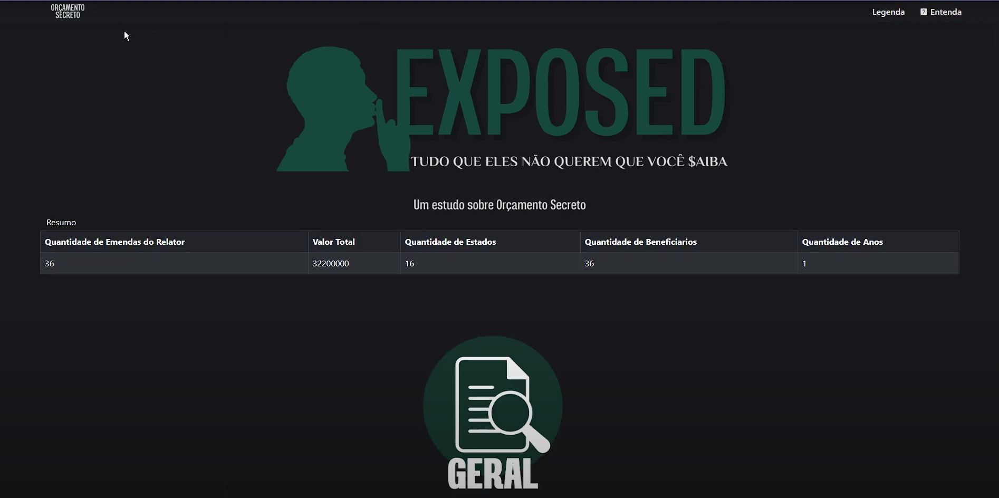 ORÇAMENTO
SECRETO
Legenda
? Entenda
EXPOSED
TUDO QUE ELES NÃO QUEREM QUE VOCÊ $AIBA
Um estudo sobre Orçamento Secreto
Resumo
Quantidade de Emendas do Relator Valor Total Quantidade de Estados Quantidade de Beneficiarios Quantidade de Anos
36 32200000 16 36 1
GERAL